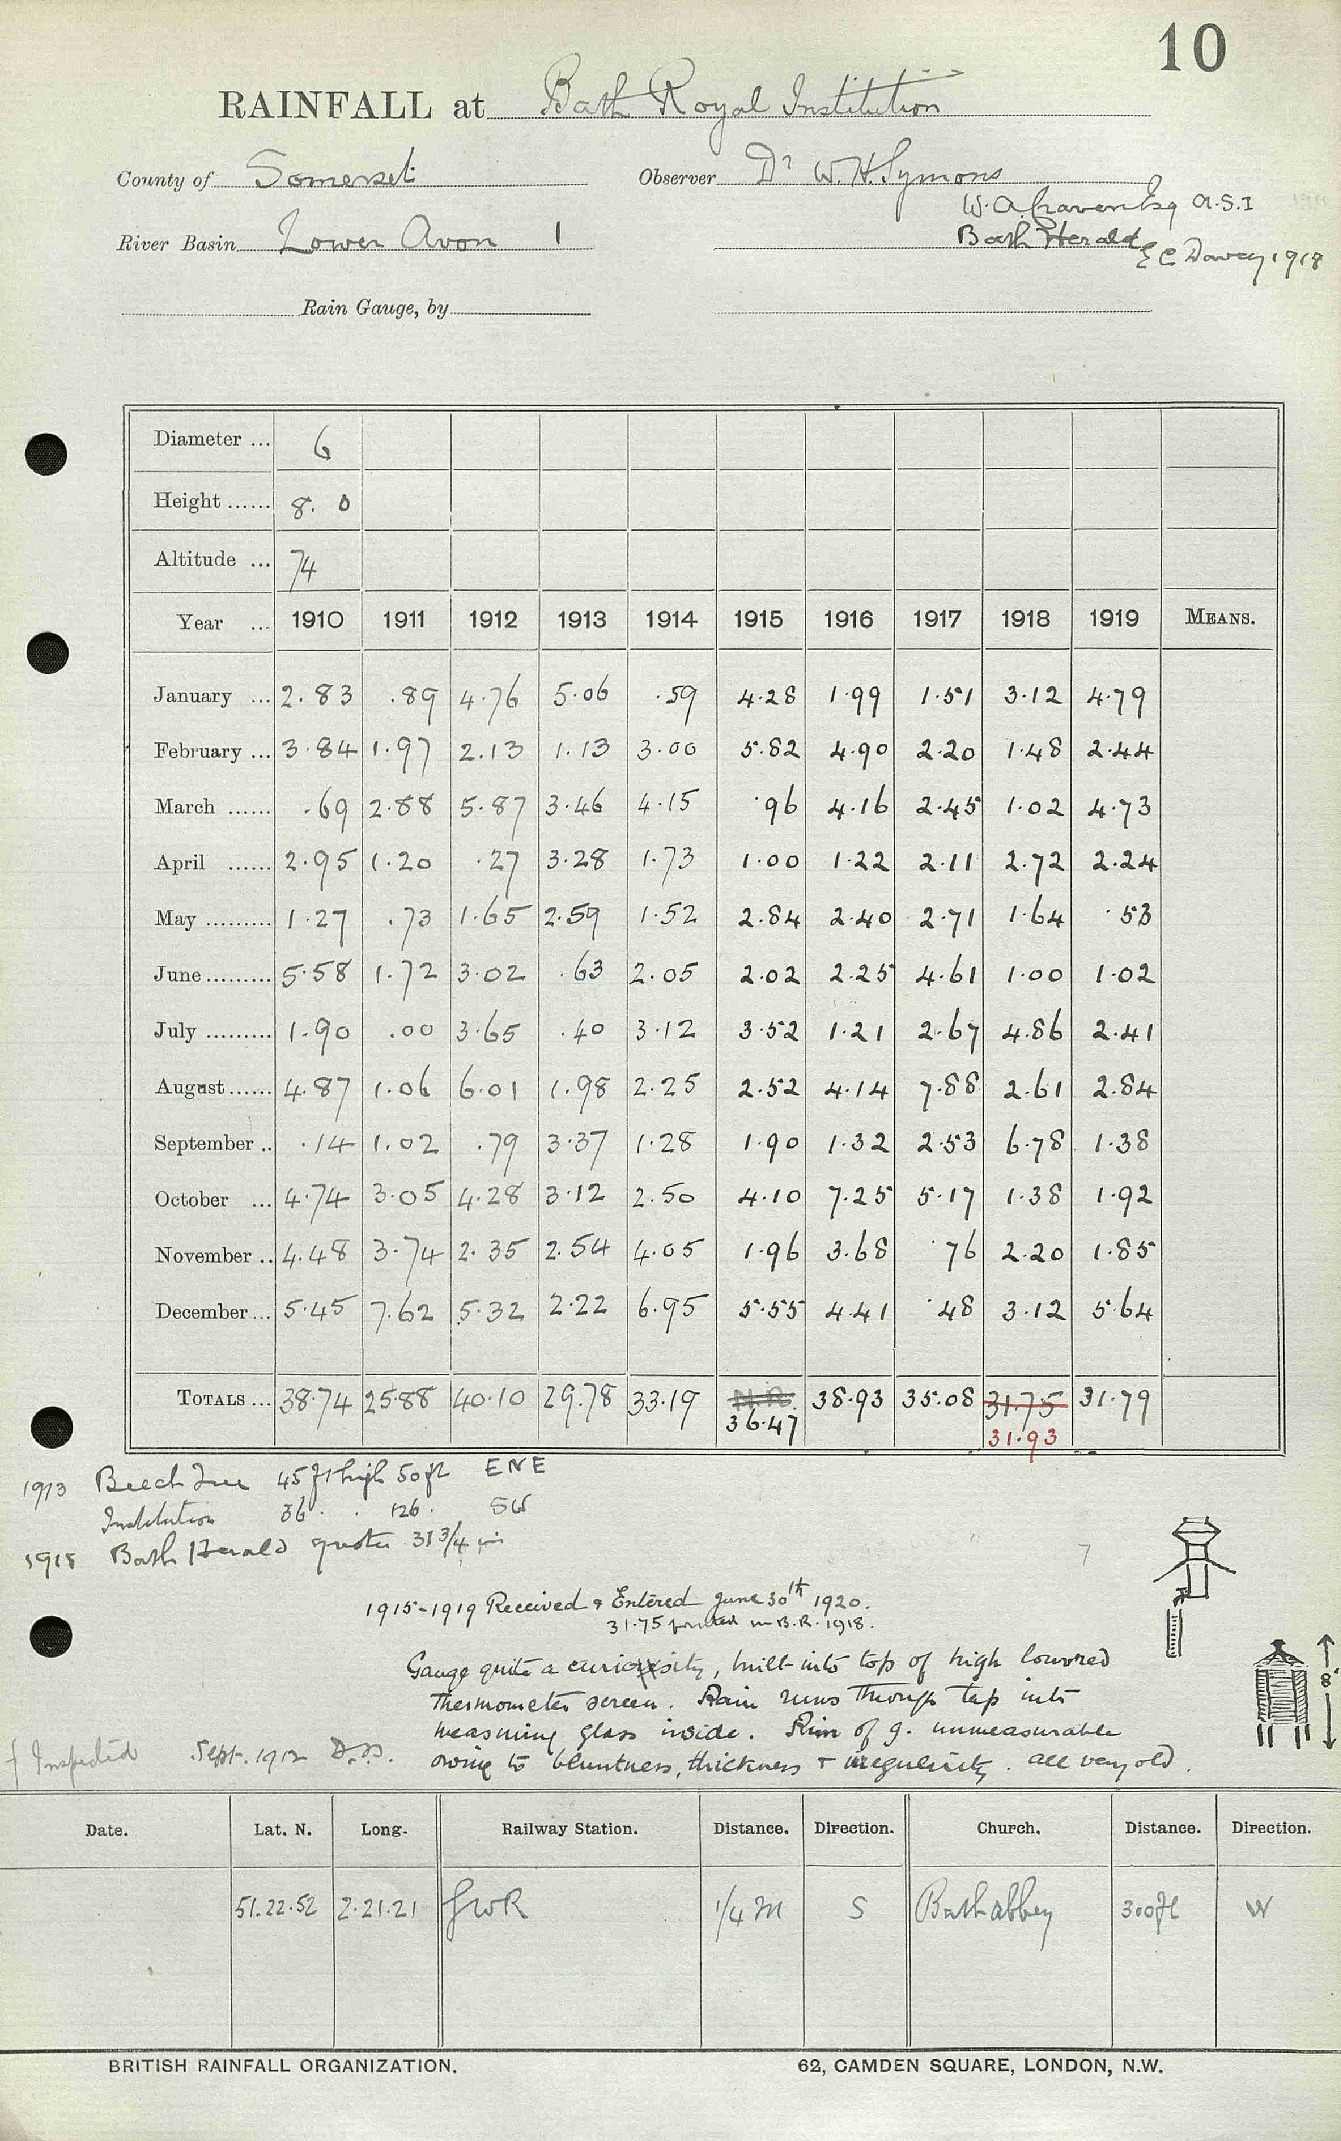 10
RAINFALL at Bath Royal Institution
County of Somerset Observer Dr W. H. Symons
W. A. Craven Esq A.S.I
River Basin Lower Avon 1 Bath Herald
E C Davey 1918
Rain Gauge, by
Diameter ... 6
Height ...... 8. 0
Altitude ... 74
Year ... 1910 1911 1912 1913 1914 1915 1916 1917 1918 1919 MEANS.
January ... 2.83 .89 4.76 5.06 .59 4.28 1.99 1.51 3.12 4.79
February ... 3.84 1.97 2.13 1.13 3.00 5.82 4.90 2.20 1.48 2.44
March ...... .69 2.88 5.87 3.46 4.15 .96 4.16 2.45 1.02 4.73
April ...... 2.95 1.20 .27 3.28 1.73 1.00 1.22 2.11 2.72 2.24
May ......... 1.27 .73 1.65 2.59 1.52 2.84 2.40 2.71 1.64 .53
June ......... 5.58 1.72 3.02 .63 2.05 2.02 2.25 4.61 1.00 1.02
July ......... 1.90 .00 3.65 .40 3.12 3.52 1.21 2.67 4.86 2.41
August ...... 4.87 1.06 6.01 1.98 2.25 2.52 4.14 7.88 2.61 2.84
September .. .14 1.02 .79 3.37 1.28 1.90 1.32 2.53 6.78 1.38
October ... 4.74 3.05 4.28 3.12 2.50 4.10 7.25 5.17 1.38 1.92
November .. 4.48 3.74 2.35 2.54 4.05 1.96 3.68 .76 2.20 1.85
December ... 5.45 7.62 5.32 2.22 6.95 5.55 4.41 .48 3.12 5.64
TOTALS ... 38.74 25.88 40.10 29.78 33.19 N.R. 38.93 35.08 31.75 31.79
36.47 31.93
1913 Beech Tree 45 ft high 50 ft ENE
Institution 36 . . 126 . SW
1918 Bath Herald quotes 31 3/4 in
7
1915-1919 Received & Entered June 30th 1920.
31.75 printed in B.R. 1918.
Gauge quite a curiosity, built into top of high louvred
thermometer screen. Rain runs through tap into
measuring glass inside. Rim of g. unmeasurable
owing to bluntness, thickness & irregularity. all very old.
8'
Inspected Sept. 1912
Date. Lat. N. Long. Railway Station. Distance. Direction. Church. Distance. Direction.
51.22.52 2.21.21 GWR 1/4 m S Bath abbey 300 ft W
BRITISH RAINFALL ORGANIZATION. 62, CAMDEN SQUARE, LONDON, N.W.